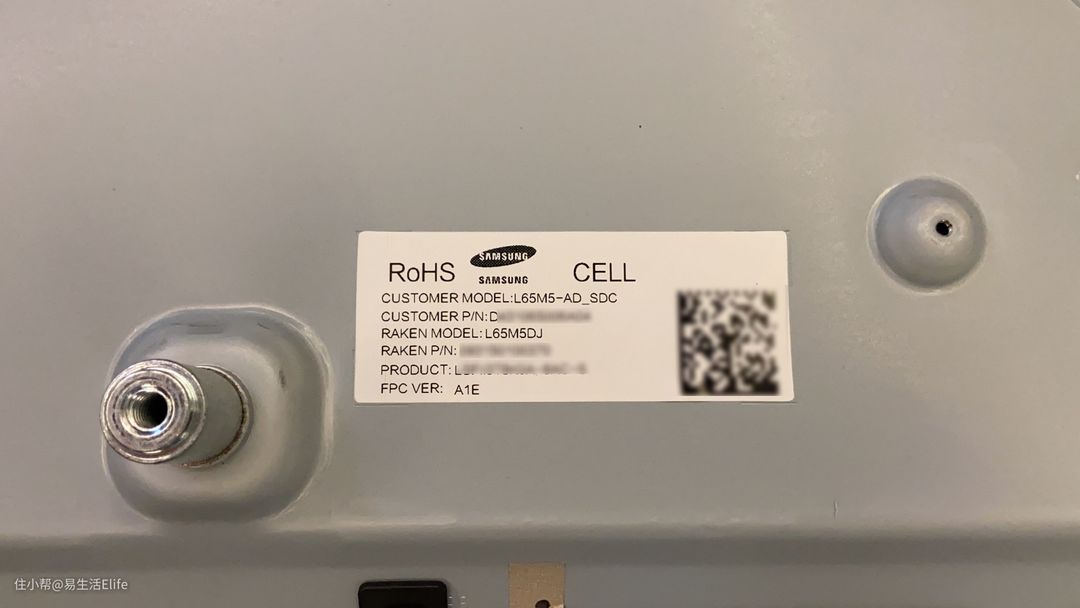 RoHS SAMSUNG CELL
SAMSUNG
CUSTOMER MODEL:L65M5-AD_SDC
CUSTOMER P/N:D
RAKEN MODEL:L65M5DJ
RAKEN P/N:
PRODUCT:L
FPC VER: A1E
住小帮@易生活Elife